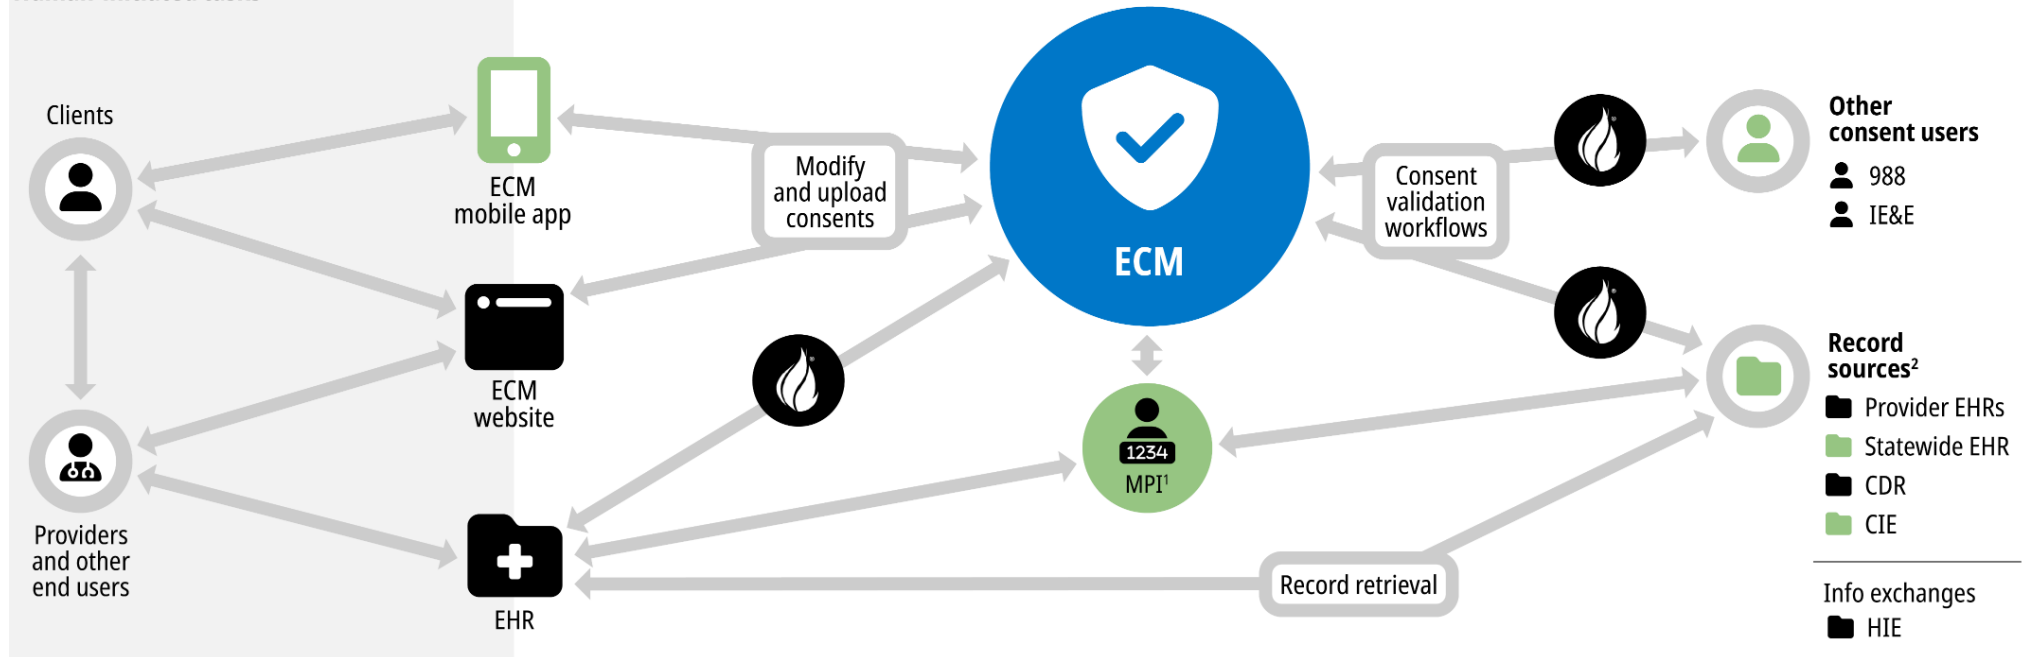 Clients
ECM
mobile app
Modify
and upload
consents
ECM
Consent
validation
workflows
Other
consent users
988
IE&E
ECM
website
1234
MPI¹
Record
sources²
Provider EHRs
Statewide EHR
CDR
CIE
Providers
and other
end users
EHR
Record retrieval
Info exchanges
HIE